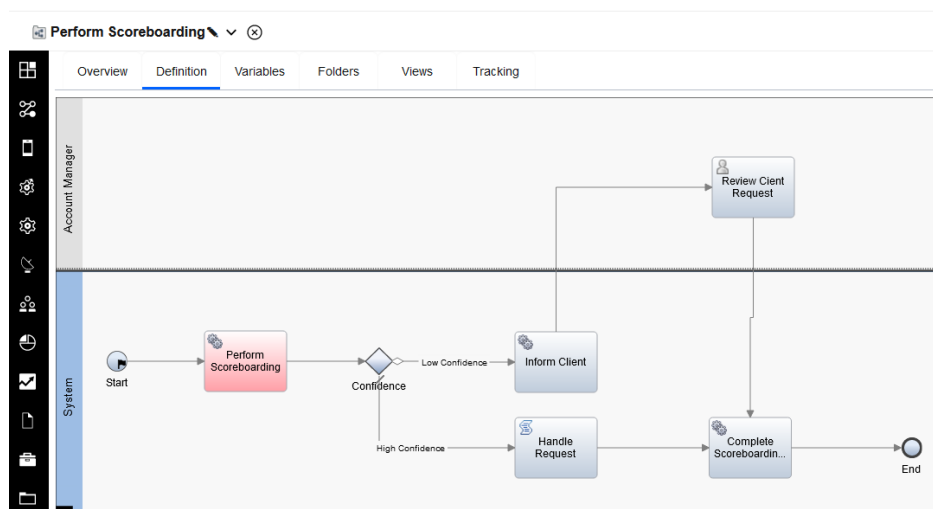 Perform Scoreboarding
Overview Definition Variables Folders Views Tracking
Account Manager
Review Cient
Request
System
Start
Perform
Scoreboarding
Confidence
Low Confidence
Inform Client
High Confidence
Handle
Request
Complete
Scoreboardin...
End